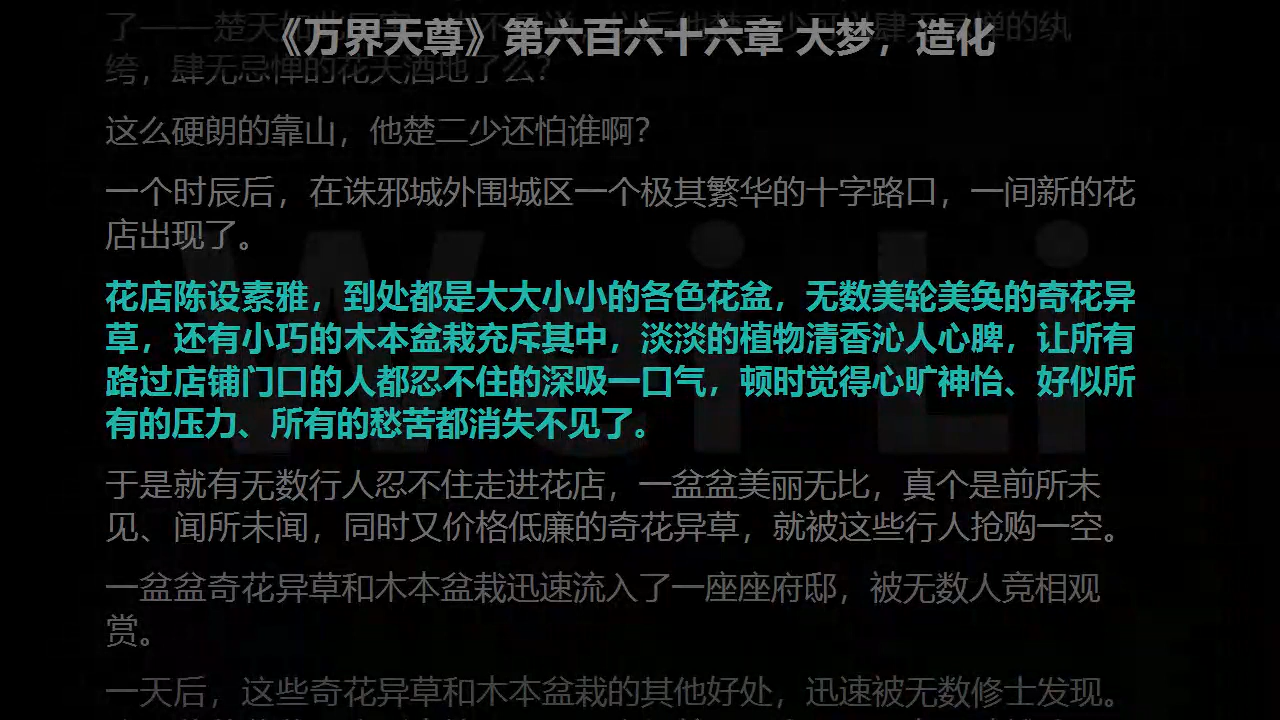 《万界天尊》第六百六十六章 大梦，造化
绔，肆无忌惮的花天酒地了么？
这么硬朗的靠山，他楚二少还怕谁啊？
一个时辰后，在诛邪城外围城区一个极其繁华的十字路口，一间新的花
店出现了。
花店陈设素雅，到处都是大大小小的各色花盆，无数美轮美奂的奇花异
草，还有小巧的木本盆栽充斥其中，淡淡的植物清香沁人心脾，让所有
路过店铺门口的人都忍不住的深吸一口气，顿时觉得心旷神怡、好似所
有的压力、所有的愁苦都消失不见了。
于是就有无数行人忍不住走进花店，一盆盆美丽无比，真个是前所未
见、闻所未闻，同时又价格低廉的奇花异草，就被这些行人抢购一空。
一盆盆奇花异草和木本盆栽迅速流入了一座座府邸，被无数人竞相观
赏。
一天后，这些奇花异草和木本盆栽的其他好处，迅速被无数修士发现。
Wei Li